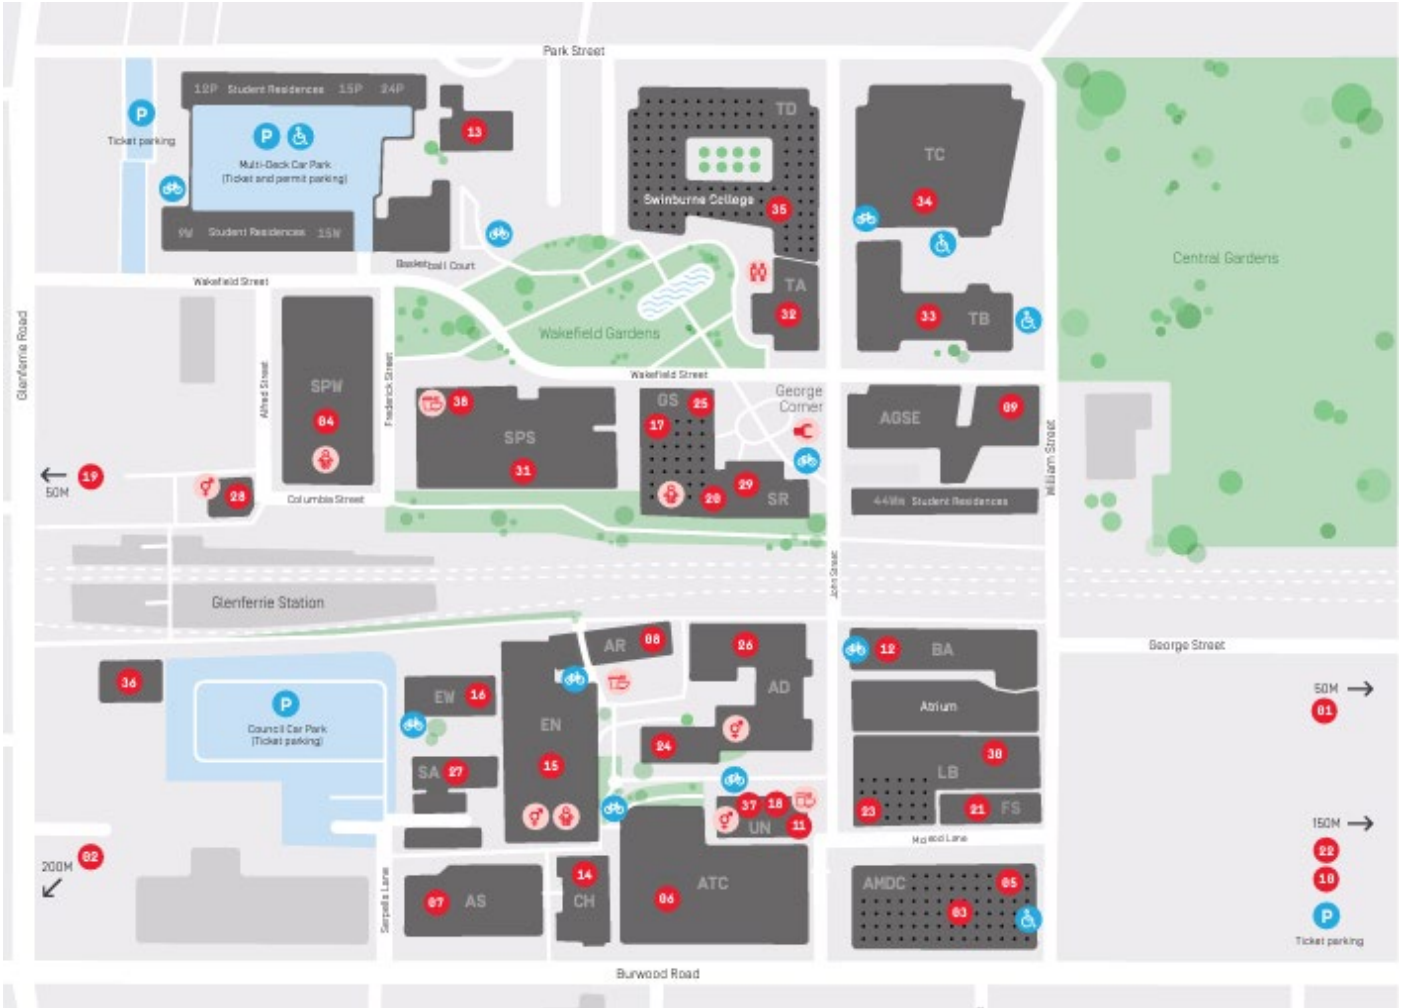 Park Street
12P Student Residences 15P 24P
P
Ticket parking
P
Multi-Deck Car Park
(Ticket and permit parking)
13
TD
TC
Swinburne College
35
34
9W Student Residences 15W
Basketball Court
Central Gardens
Wakefield Street
TA
32
33
TB
Wakefield Gardens
Glenferrie Road
Alfred Street
Frederick Street
Wakefield Street
SPW
04
38
SPS
31
GS
25
17
George
Corner
AGSE
09
William Street
19
50M
28
Columbia Street
20
29
SR
Student Residences
John Street
Glenferrie Station
AR
08
26
12
BA
George Street
36
EW
16
AD
50M
01
P
Council Car Park
(Ticket parking)
EN
Atrium
24
SA
27
15
LB
23
21
FS
37
18
UN
11
150M
22
P
Ticket parking
02
200M
Serpells Lane
07
AS
14
CH
06
ATC
AMDC
05
03
Burwood Road